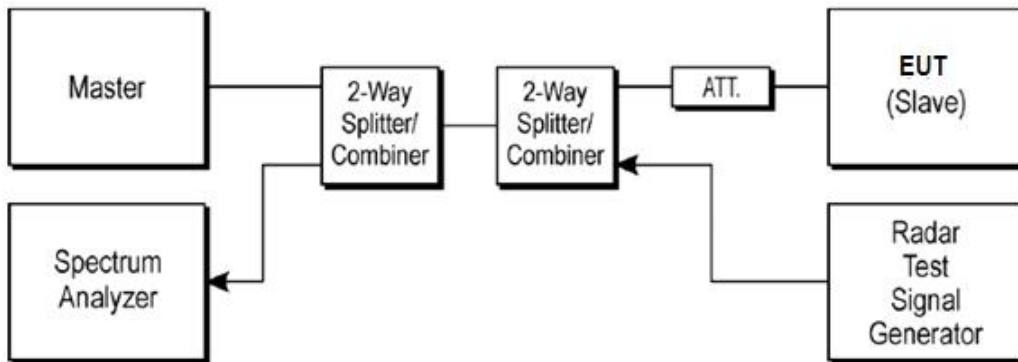 Master
2-Way
Splitter/
Combiner
2-Way
Splitter/
Combiner
ATT.
EUT
(Slave)
Spectrum
Analyzer
Radar
Test
Signal
Generator